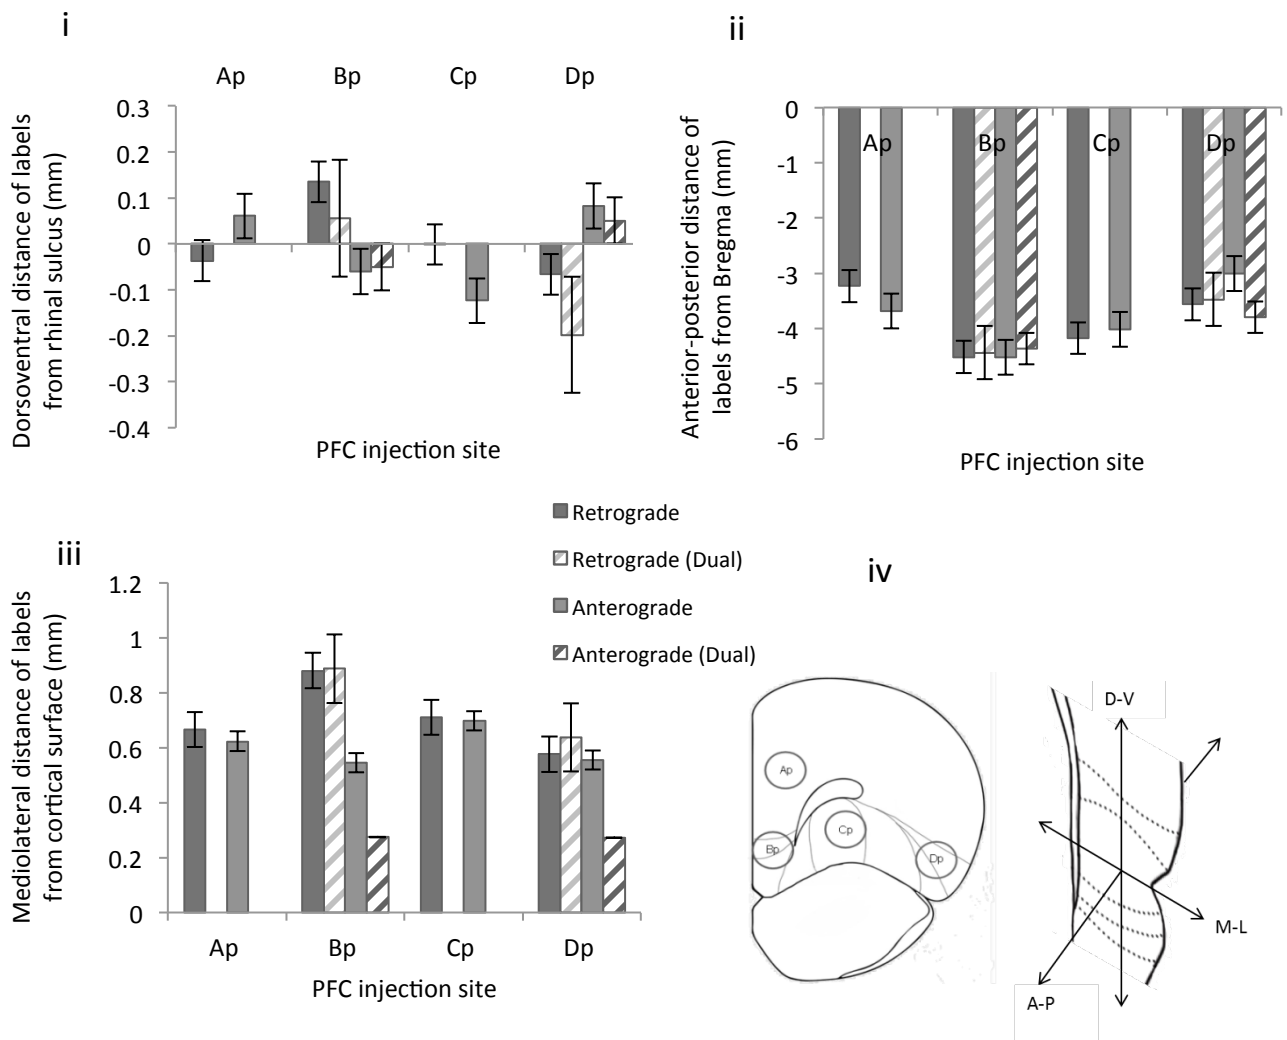 i
Ap Bp Cp Dp
Dorsoventral distance of labels
from rhinal sulcus (mm)
0.3
0.2
0.1
0
-0.1
-0.2
-0.3
-0.4
PFC injection site
ii
Anterior-posterior distance of
labels from Bregma (mm)
0
-1
-2
-3
-4
-5
-6
Ap Bp Cp Dp
PFC injection site
Retrograde
Retrograde (Dual)
Anterograde
Anterograde (Dual)
iii
Mediolateral distance of labels
from cortical surface (mm)
1.2
1
0.8
0.6
0.4
0.2
0
Ap Bp Cp Dp
PFC injection site
iv
Ap
Bp
Cp
Dp
D-V
M-L
A-P